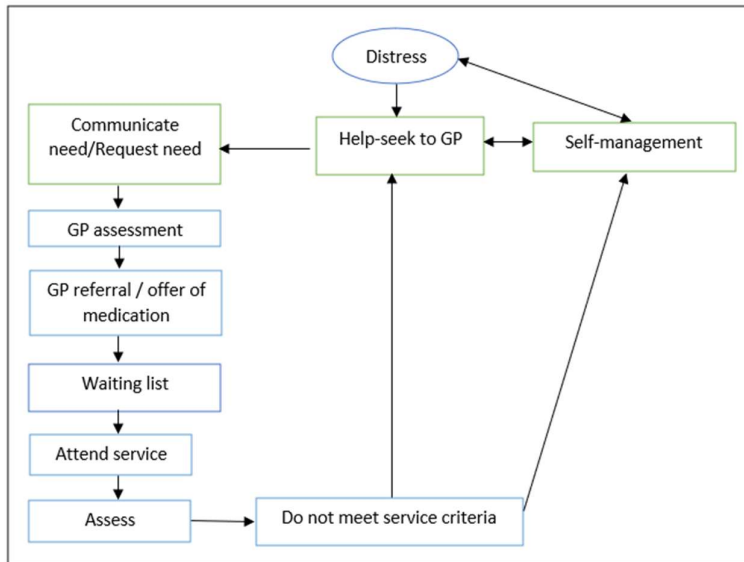 Distress
Communicate
need/Request need
Help-seek to GP
Self-management
GP assessment
GP referral / offer of
medication
Waiting list
Attend service
Assess
Do not meet service criteria